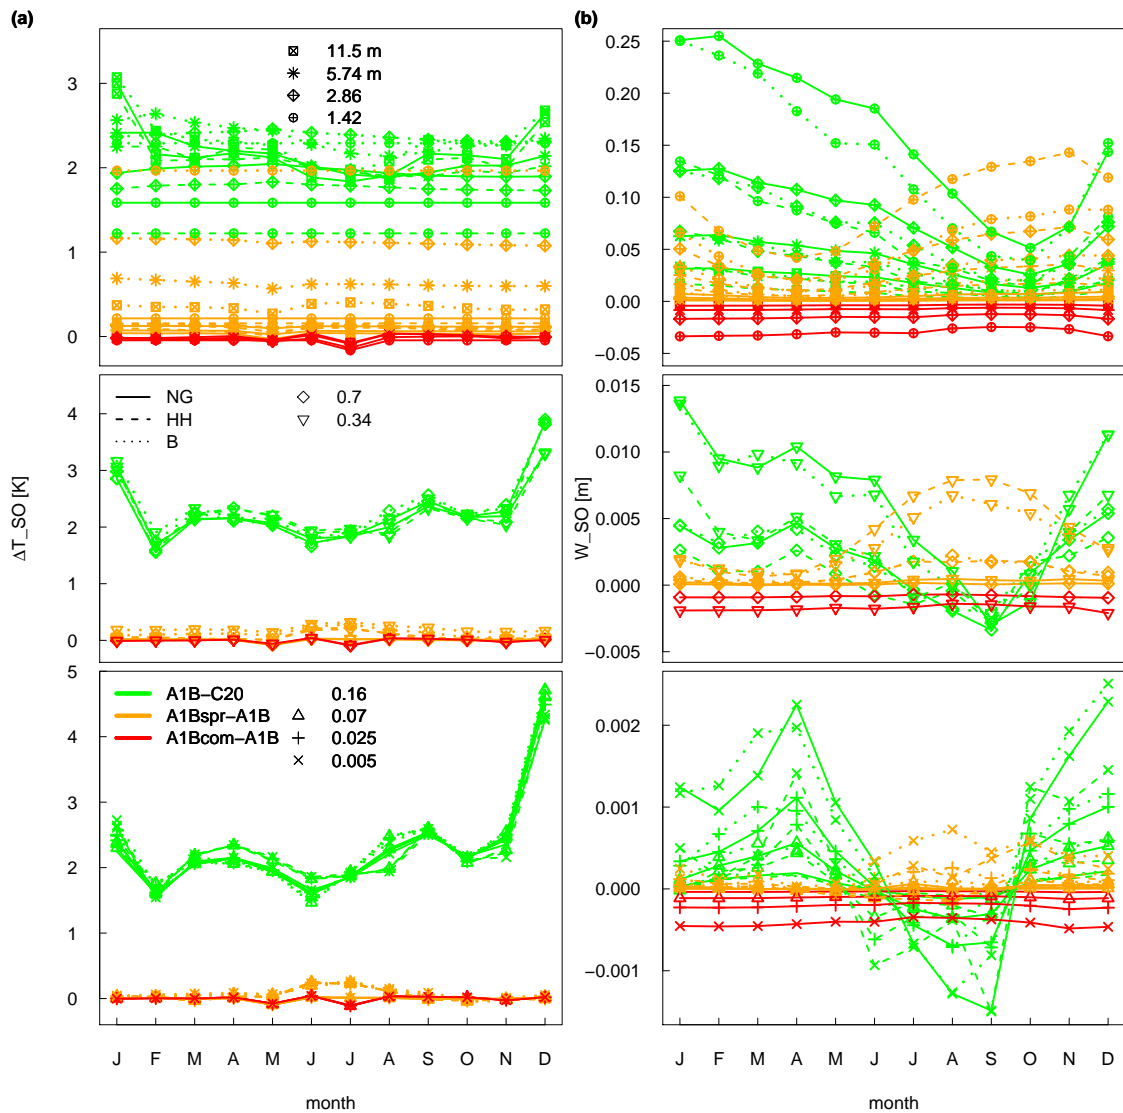 (a)
(b)
11.5 m
5.74 m
2.86
1.42
3
2
1
0
0.25
0.20
0.15
0.10
0.05
0.00
−0.05
NG
HH
B
0.7
0.34
4
3
2
1
0
ΔT_SO [K]
0.015
0.010
0.005
0.000
−0.005
W_SO [m]
A1B−C20
A1Bspr−A1B
A1Bcom−A1B
0.16
0.07
0.025
0.005
5
4
3
2
1
0
0.002
0.001
0.000
−0.001
J F M A M J J A S O N D
month
J F M A M J J A S O N D
month